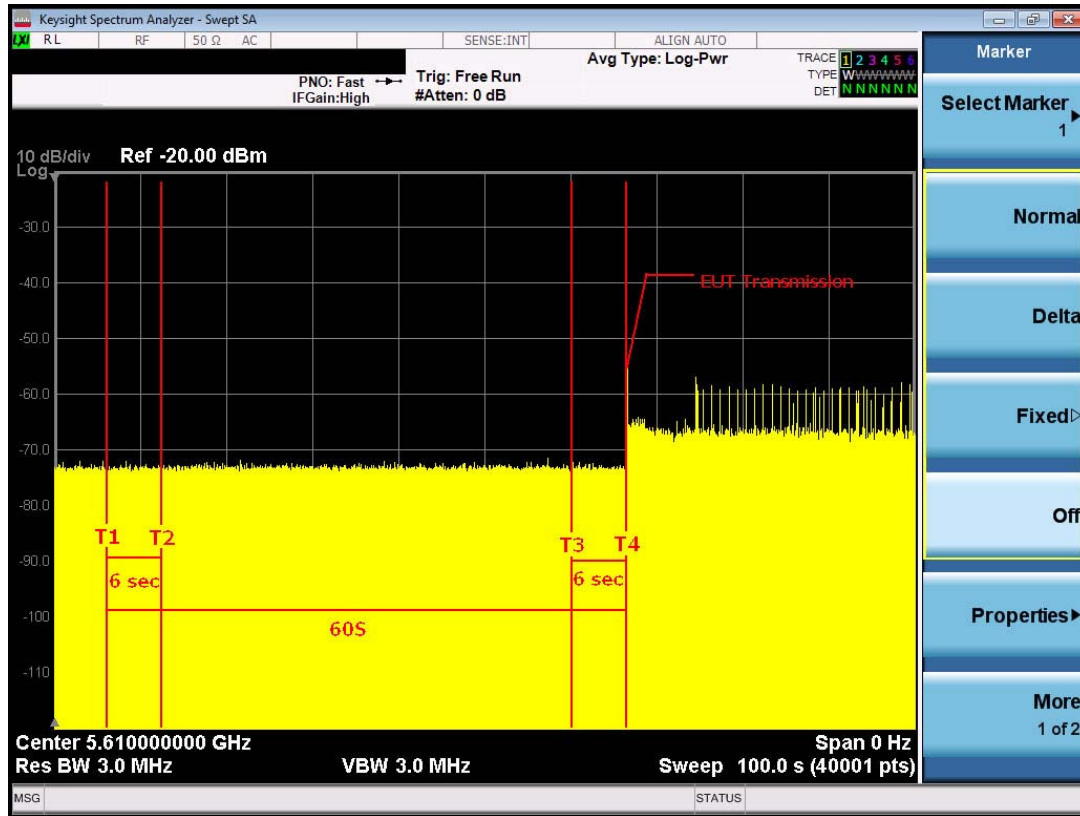 Keysight Spectrum Analyzer - Swept SA
LXI RL RF 50 Ω AC SENSE:INT ALIGN AUTO
PNO: Fast
IFGain:High
Trig: Free Run
#Atten: 0 dB
Avg Type: Log-Pwr
TRACE 1 2 3 4 5 6
TYPE WWWWWW
DET N N N N N N
10 dB/div Ref -20.00 dBm
Log
-30.0
-40.0
-50.0
-60.0
-70.0
-80.0
-90.0
-100
-110
EUT Transmission
T1 T2 T3 T4
6 sec 6 sec
60S
Center 5.610000000 GHz Span 0 Hz
Res BW 3.0 MHz VBW 3.0 MHz Sweep 100.0 s (40001 pts)
MSG STATUS
Marker
Select Marker
1
Normal
Delta
Fixed
Off
Properties
More
1 of 2